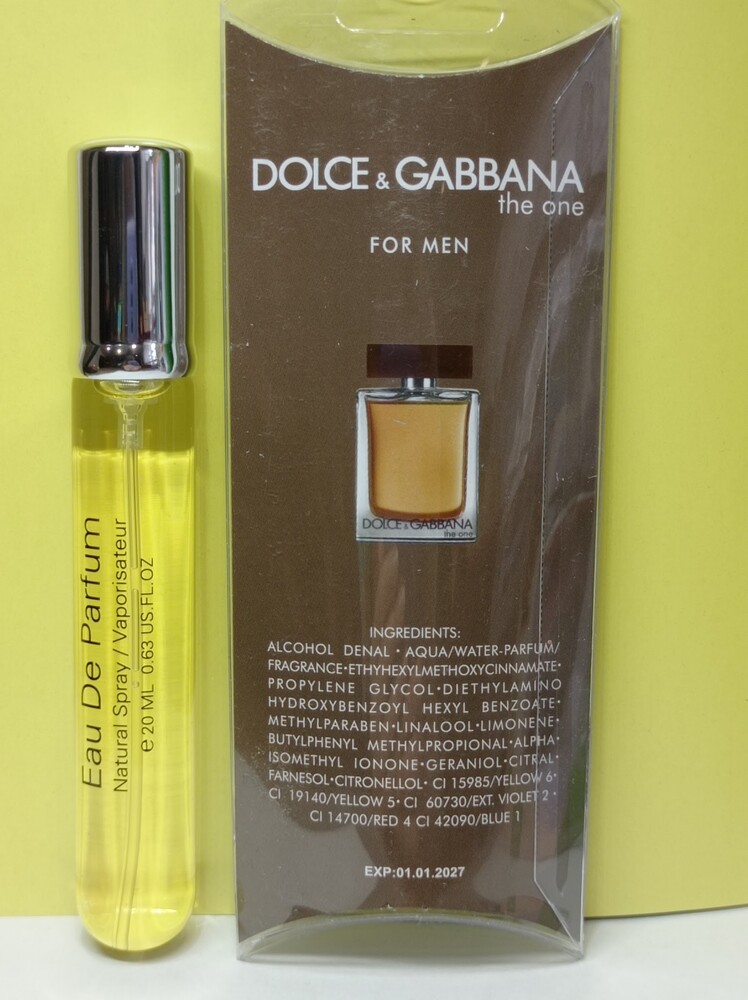 Eau De Parfum
Natural Spray / Vaporisateur
e 20 ML 0.63 US.FL.OZ
DOLCE & GABBANA
the one
FOR MEN
DOLCE & GABBANA
the one
INGREDIENTS:
ALCOHOL DENAL • AQUA/WATER-PARFUM/
FRAGRANCE•ETHYHEXYLMETHOXYCINNAMATE•
PROPYLENE GLYCOL•DIETHYLAMINO
HYDROXYBENZOYL HEXYL BENZOATE•
METHYLPARABEN•LINALOOL•LIMONENE•
BUTYLPHENYL METHYLPROPIONAL•ALPHA•
ISOMETHYL IONONE•GERANIOL•CITRAL•
FARNESOL•CITRONELLOL• CI 15985/YELLOW 6•
CI 19140/YELLOW 5• CI 60730/EXT. VIOLET 2 •
CI 14700/RED 4 CI 42090/BLUE 1
EXP:01.01.2027